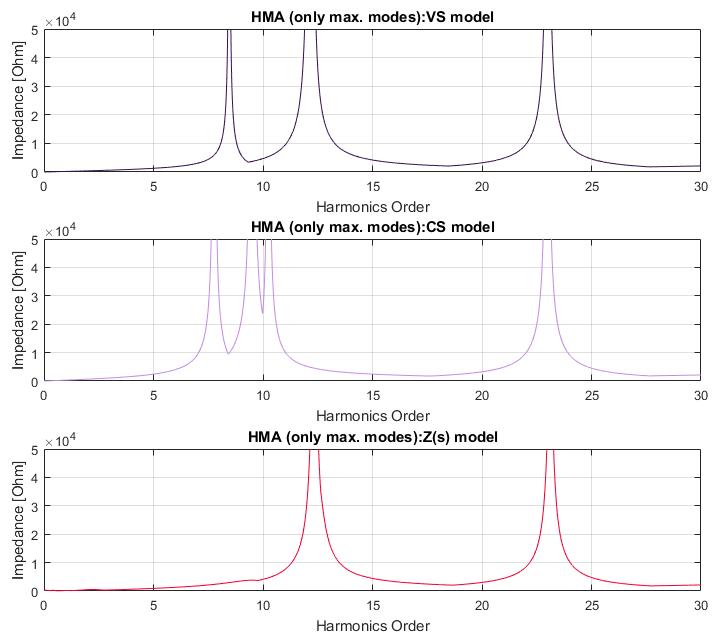 HMA (only max. modes):VS model
×10⁴
5
4
3
2
1
0
Impedance [Ohm]
0 5 10 15 20 25 30
Harmonics Order
HMA (only max. modes):CS model
×10⁴
5
4
3
2
1
0
Impedance [Ohm]
0 5 10 15 20 25 30
Harmonics Order
HMA (only max. modes):Z(s) model
×10⁴
5
4
3
2
1
0
Impedance [Ohm]
0 5 10 15 20 25 30
Harmonics Order